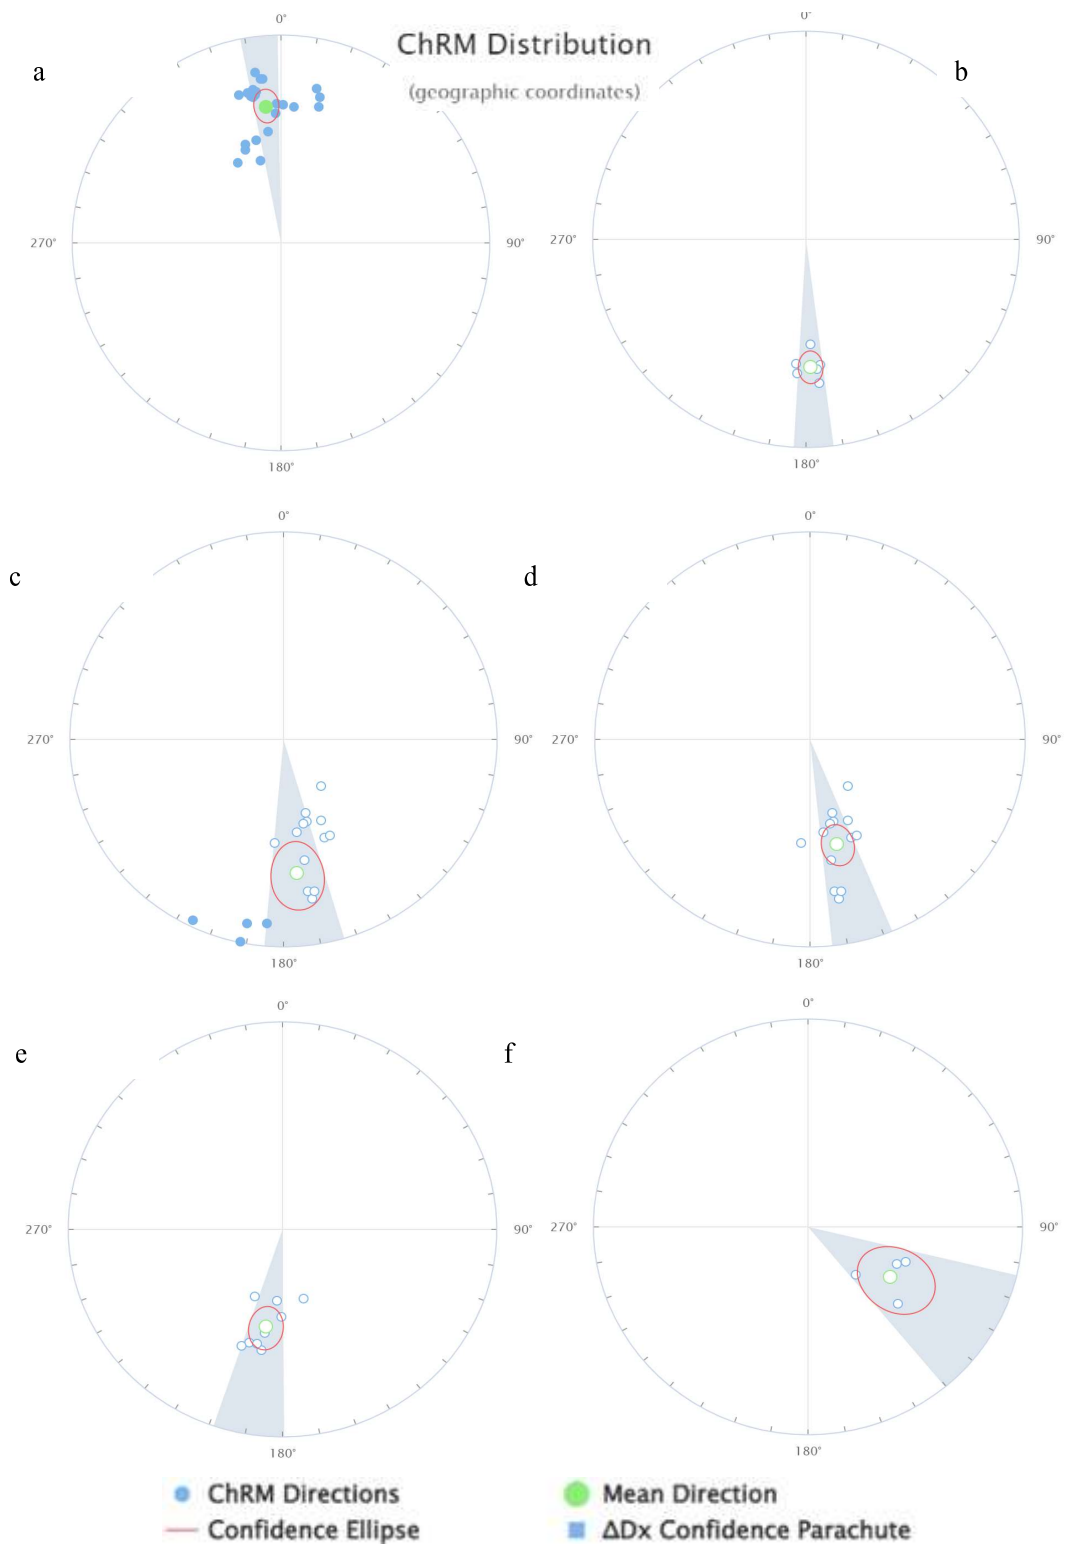 0°
0°
ChRM Distribution
a
b
(geographic coordinates)
270°
90°
270°
90°
180°
180°
0°
0°
c
d
270°
90°
270°
90°
180°
180°
0°
0°
e
f
270°
90°
270°
90°
180°
180°
ChRM Directions
Mean Direction
Confidence Ellipse
ΔDx Confidence Parachute